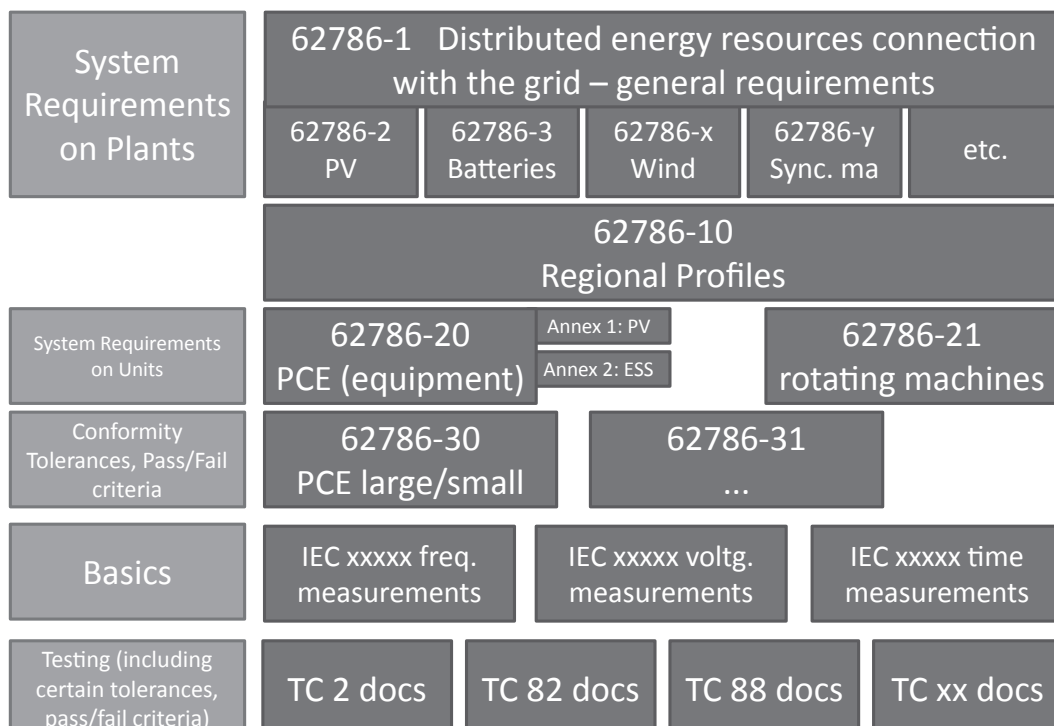 System
Requirements
on Plants
62786-1 Distributed energy resources connection
with the grid – general requirements
62786-2
PV
62786-3
Batteries
62786-x
Wind
62786-y
Sync. ma
etc.
62786-10
Regional Profiles
System Requirements
on Units
62786-20
PCE (equipment)
Annex 1: PV
Annex 2: ESS
62786-21
rotating machines
Conformity
Tolerances, Pass/Fail
criteria
62786-30
PCE large/small
62786-31
...
Basics
IEC xxxxx freq.
measurements
IEC xxxxx voltg.
measurements
IEC xxxxx time
measurements
Testing (including
certain tolerances,
pass/fail criteria)
TC 2 docs
TC 82 docs
TC 88 docs
TC xx docs